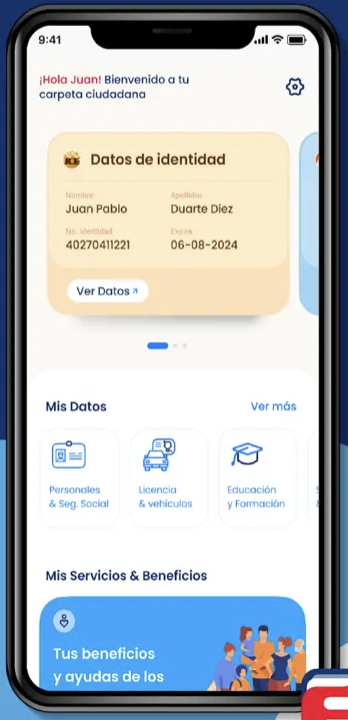 9:41
¡Hola Juan! Bienvenido a tu
carpeta ciudadana
Datos de identidad
Nombre Apellidos
Juan Pablo Duarte Diez
No. identidad Expira
40270411221 06-08-2024
Ver Datos
Mis Datos Ver más
Personales Licencia Educación
& Seg. Social & vehículos y Formación
Mis Servicios & Beneficios
Tus beneficios
y ayudas de los